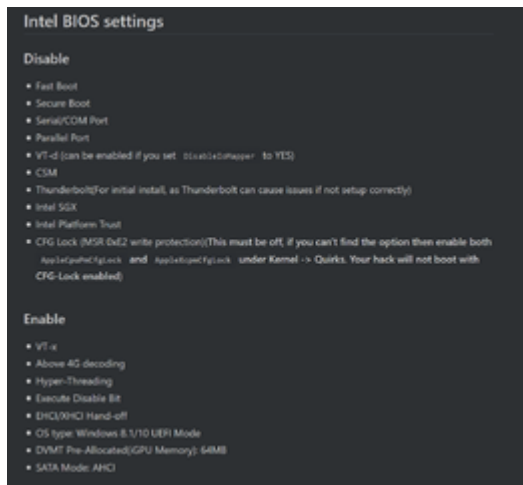 Intel BIOS settings
Disable
• Fast Boot
• Secure Boot
• Serial/COM Port
• Parallel Port
• VT-d (can be enabled if you set DisableIoMapper to YES)
• CSM
• Thunderbolt(For initial install, as Thunderbolt can cause issues if not setup correctly)
• Intel SGX
• Intel Platform Trust
• CFG Lock (MSR 0xE2 write protection)(This must be off, if you can't find the option then enable both
AppleCpuPmCfgLock and AppleXcpmCfgLock under Kernel -> Quirks. Your hack will not boot with
CFG-Lock enabled)
Enable
• VT-x
• Above 4G decoding
• Hyper-Threading
• Execute Disable Bit
• EHCI/XHCI Hand-off
• OS type: Windows 8.1/10 UEFI Mode
• DVMT Pre-Allocated(iGPU Memory): 64MB
• SATA Mode: AHCI